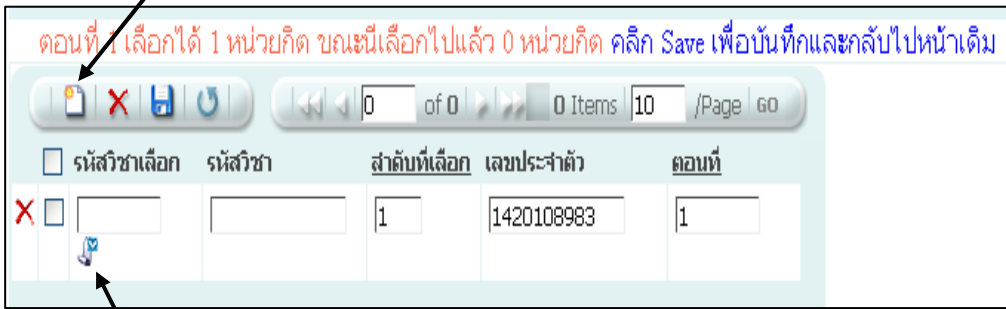 ตอนที่ 1 เลือกได้ 1 หน่วยกิต ขณะนี้เลือกไปแล้ว 0 หน่วยกิต คลิก Save เพื่อบันทึกและกลับไปหน้าเดิม
0 of 0 0 Items 10 /Page GO
รหัสวิชาเลือก รหัสวิชา ลำดับที่เลือก เลขประจำตัว ตอนที่
1 1420108983 1